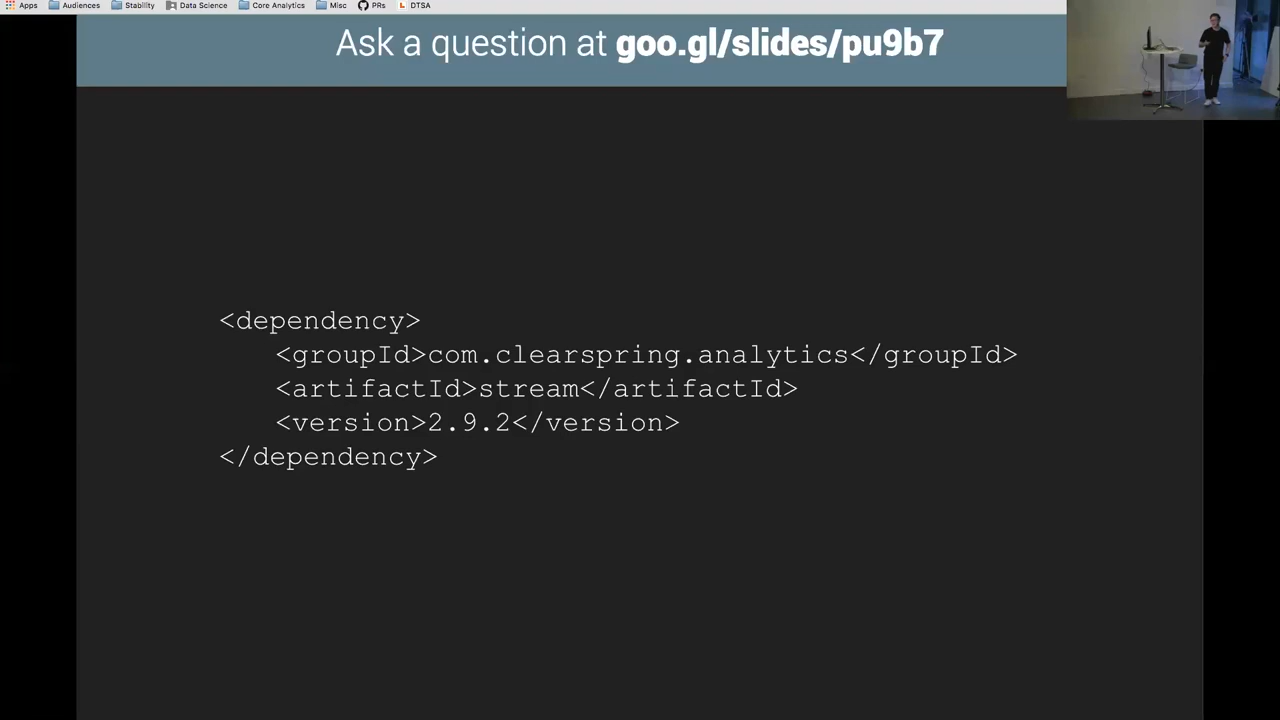 Apps Audiences Stability Data Science Core Analytics Misc PRs DTSA
Ask a question at goo.gl/slides/pu9b7
<dependency>
    <groupId>com.clearspring.analytics</groupId>
    <artifactId>stream</artifactId>
    <version>2.9.2</version>
</dependency>